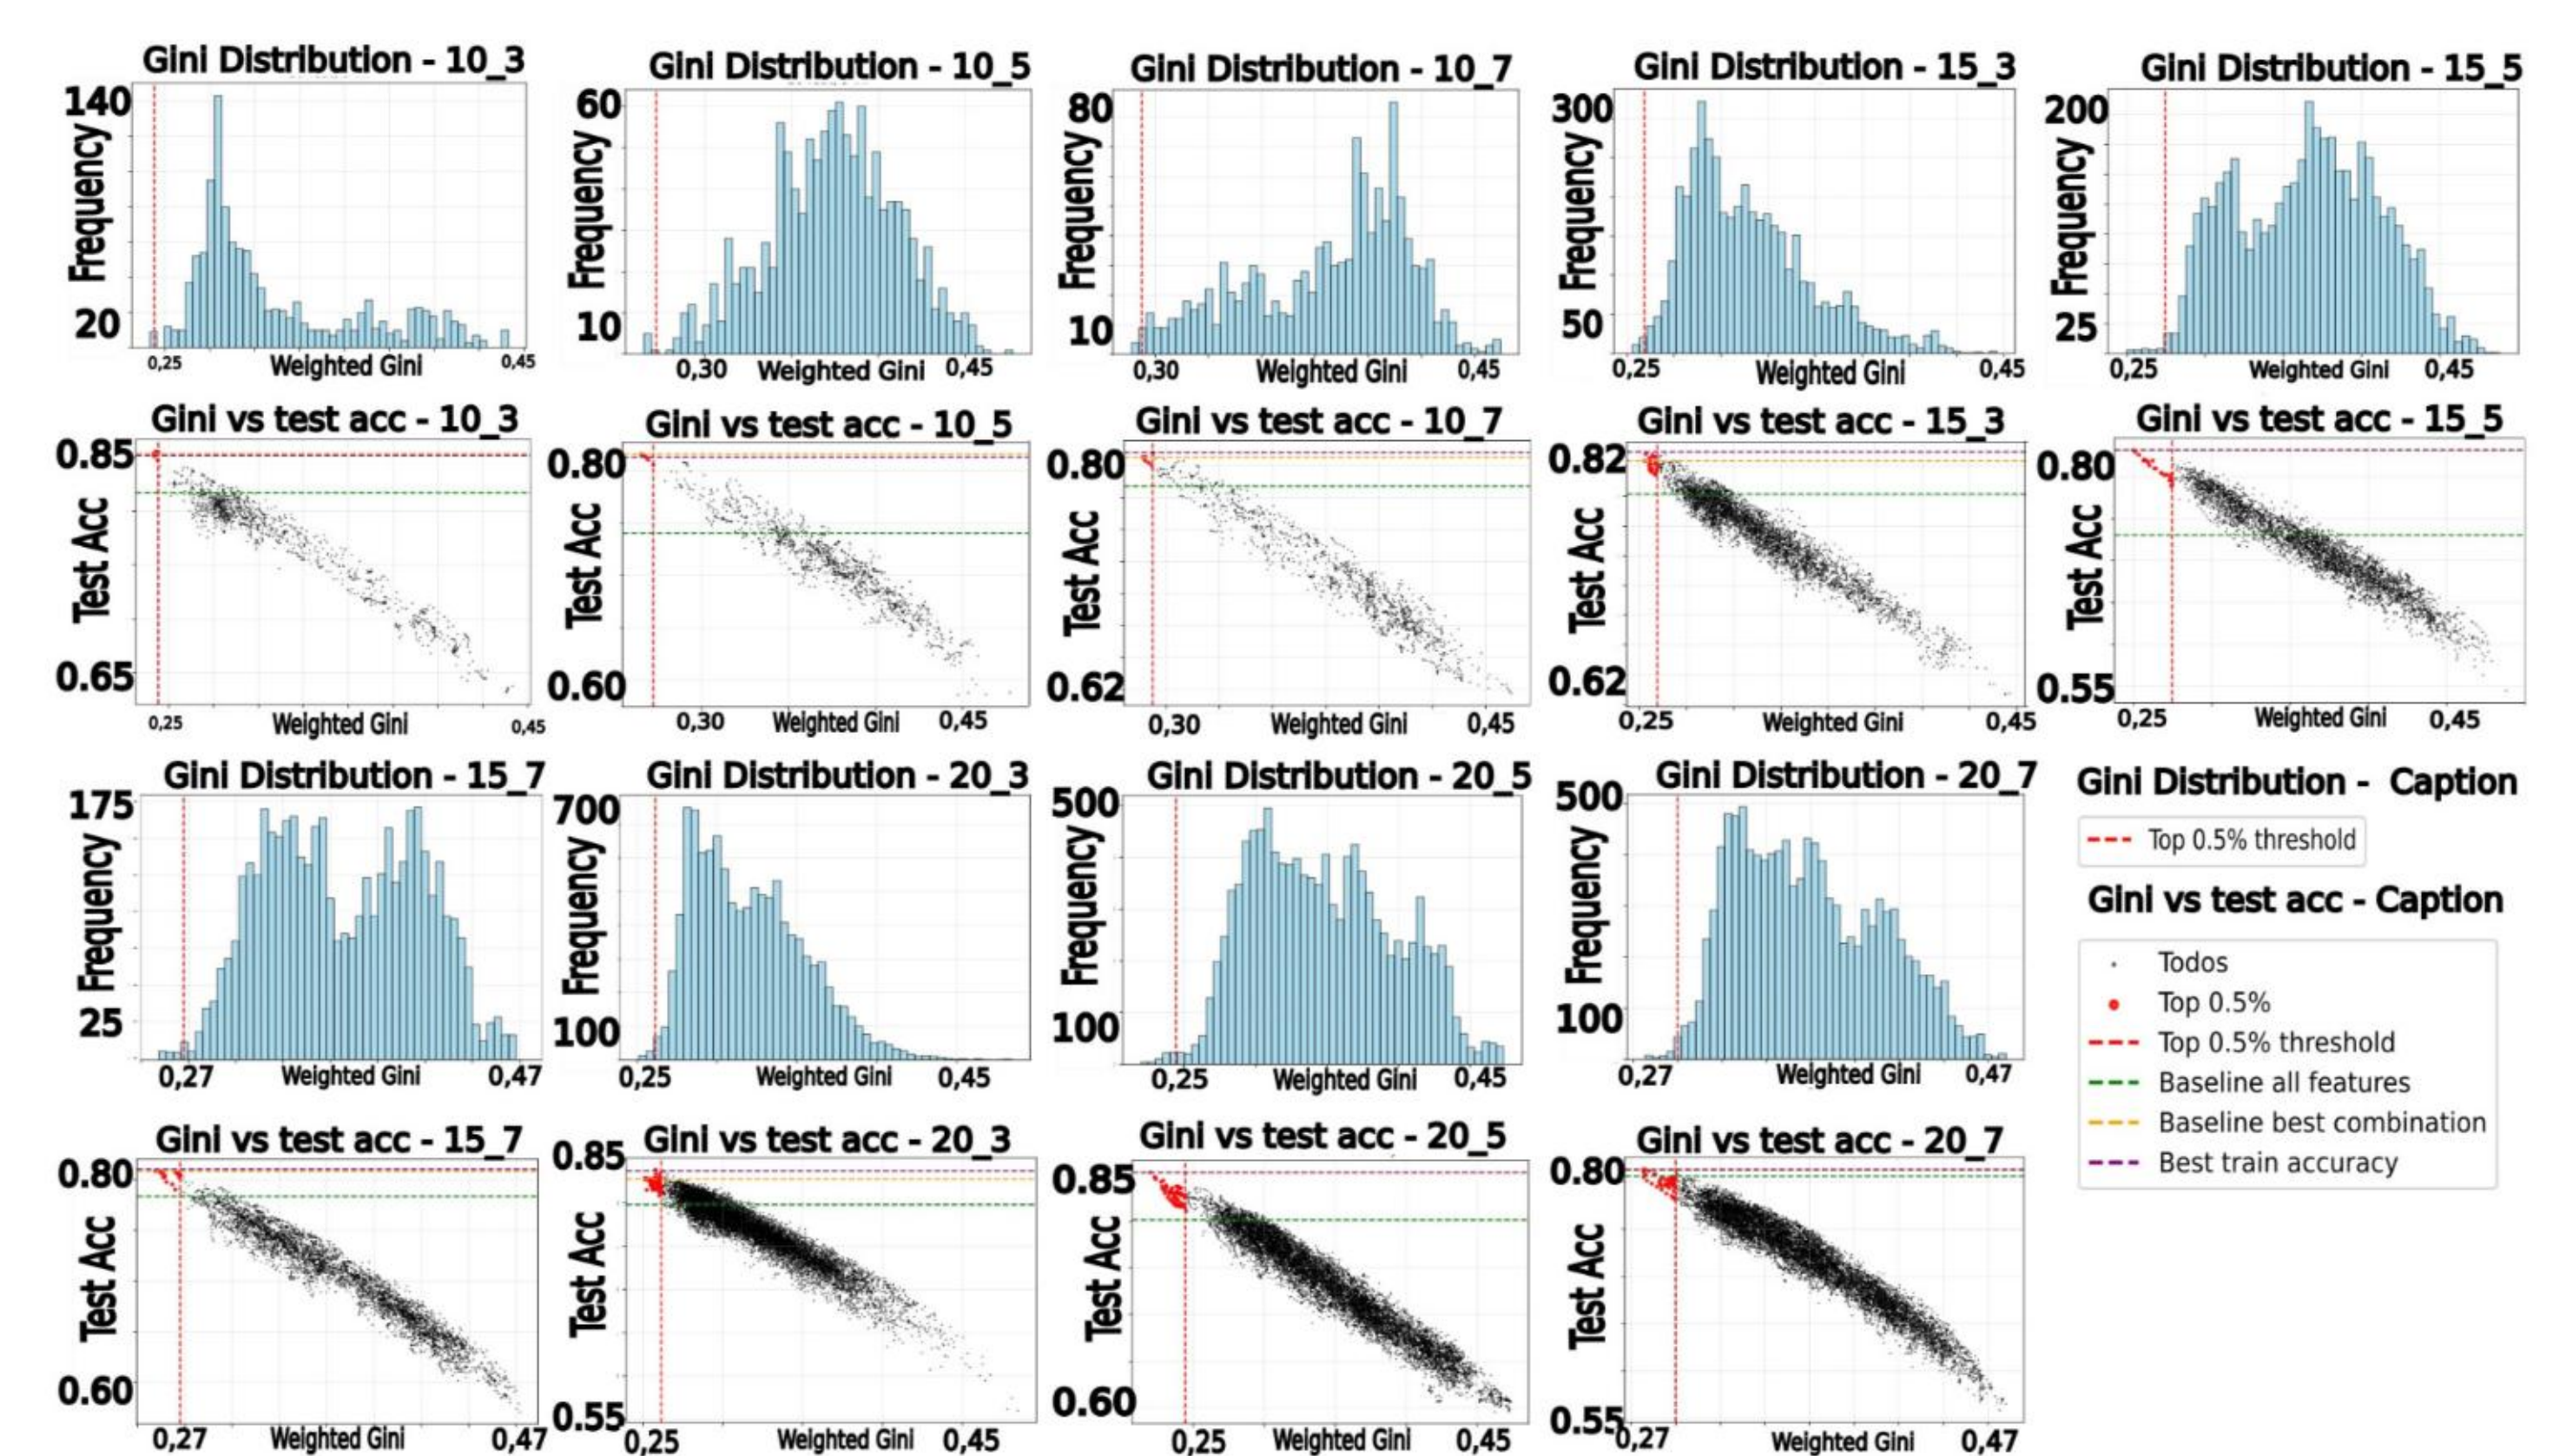 Gini Distribution - 10_3
140
20
Frequency
0,25
Weighted Gini
0,45
Gini Distribution - 10_5
60
10
Frequency
0,30
Weighted Gini
0,45
Gini Distribution - 10_7
80
10
Frequency
0,30
Weighted Gini
0,45
Gini Distribution - 15_3
300
50
Frequency
0,25
Weighted Gini
0,45
Gini Distribution - 15_5
200
25
Frequency
0,25
Weighted Gini
0,45
Gini vs test acc - 10_3
0.85
0.65
Test Acc
0,25
Weighted Gini
0,45
Gini vs test acc - 10_5
0.80
0.60
Test Acc
0,30
Weighted Gini
0,45
Gini vs test acc - 10_7
0.80
0.62
Test Acc
0,30
Weighted Gini
0,45
Gini vs test acc - 15_3
0.82
0.62
Test Acc
0,25
Weighted Gini
0,45
Gini vs test acc - 15_5
0.80
0.55
Test Acc
0,25
Weighted Gini
0,45
Gini Distribution - 15_7
175
25
Frequency
0,27
Weighted Gini
0,47
Gini Distribution - 20_3
700
100
Frequency
0,25
Weighted Gini
0,45
Gini Distribution - 20_5
500
100
Frequency
0,25
Weighted Gini
0,45
Gini Distribution - 20_7
500
100
Frequency
0,27
Weighted Gini
0,47
Gini Distribution - Caption
Top 0.5% threshold
Gini vs test acc - Caption
Todos
Top 0.5%
Top 0.5% threshold
Baseline all features
Baseline best combination
Best train accuracy
Gini vs test acc - 15_7
0.80
0.60
Test Acc
0,27
Weighted Gini
0,47
Gini vs test acc - 20_3
0.85
0.55
Test Acc
0,25
Weighted Gini
0,45
Gini vs test acc - 20_5
0.85
0.60
Test Acc
0,25
Weighted Gini
0,45
Gini vs test acc - 20_7
0.80
0.55
Test Acc
0,27
Weighted Gini
0,47